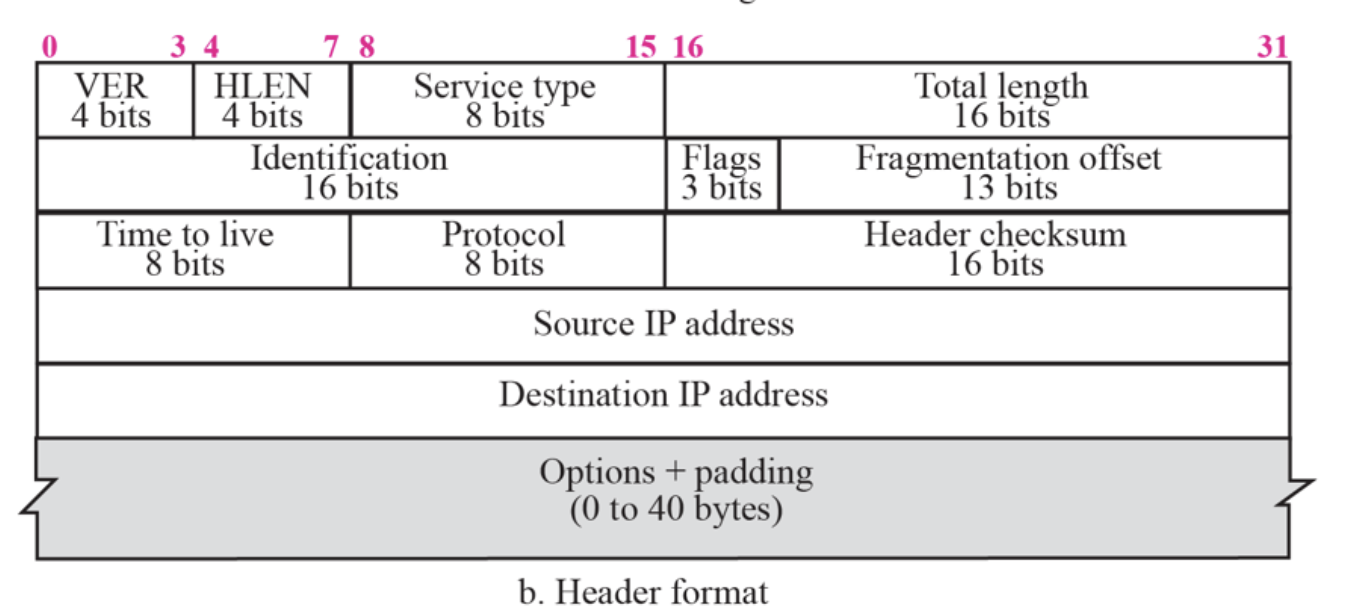 0 3 4 7 8 15 16 31
VER HLEN Service type Total length
4 bits 4 bits 8 bits 16 bits
Identification Flags Fragmentation offset
16 bits 3 bits 13 bits
Time to live Protocol Header checksum
8 bits 8 bits 16 bits
Source IP address
Destination IP address
Options + padding
(0 to 40 bytes)
b. Header format